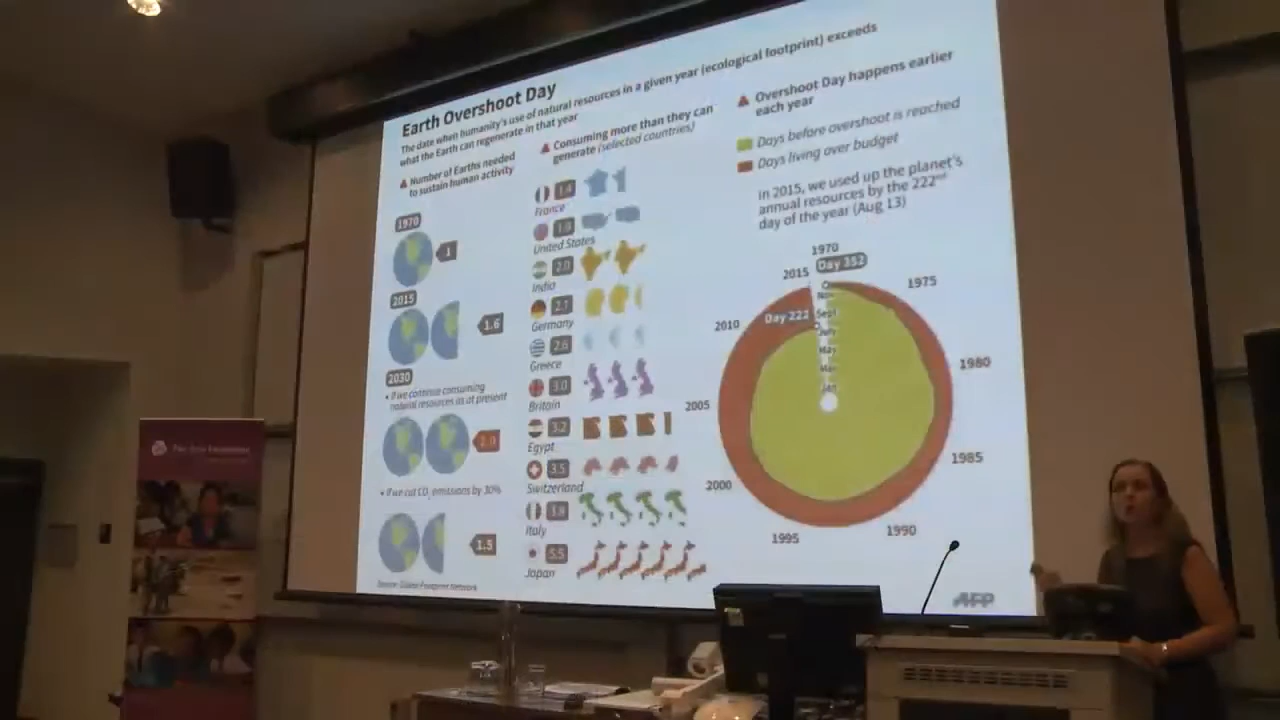 Earth Overshoot Day
The date when humanity's use of natural resources in a given year (ecological footprint) exceeds
what the Earth can regenerate in that year
Number of Earths needed
to sustain human activity
1970
1
2015
1.6
2030
• If we continue consuming
natural resources as at present
2.0
• If we cut CO₂ emissions by 30%
1.5
Source: Global Footprint Network
Consuming more than they can
generate (selected countries)
1.4
France
1.9
United States
2.0
India
2.1
Germany
2.6
Greece
3.0
Britain
3.2
Egypt
3.5
Switzerland
3.8
Italy
5.5
Japan
Overshoot Day happens earlier
each year
Days before overshoot is reached
Days living over budget
In 2015, we used up the planet's
annual resources by the 222nd
day of the year (Aug 13)
1970
Day 352
2015
1975
Nov
2010
Day 222
Sept
July
1980
May
Mar
Jan
2005
1985
2000
1990
1995
AFP